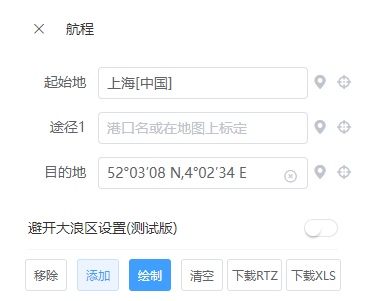 航程
起始地 上海[中国]
途径1 港口名或在地图上标定
目的地 52°03′08 N,4°02′34 E
避开大浪区设置(测试版)
移除 添加 绘制 清空 下载RTZ 下载XLS